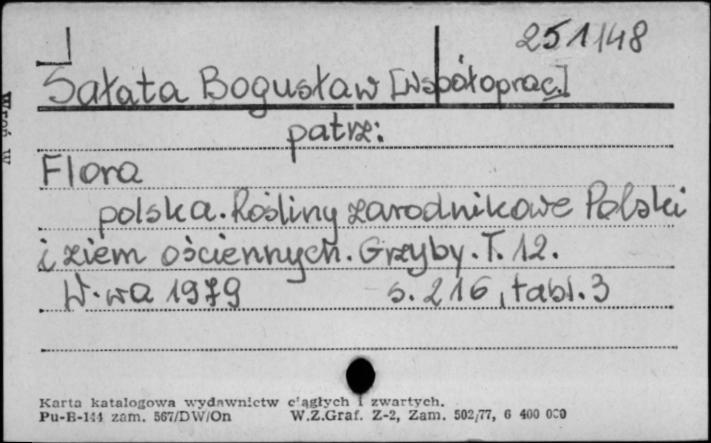 251148
Sałata Bogusław [współoprac.]
patrz:
Flora
polska. Rośliny zarodnikowe Polski
i ziem ościennych. Grzyby. T. 12.
W-wa 1979 s. 216, tabl. 3
Karta katalogowa wydawnictw ciągłych i zwartych.
Pu-E-144 zam. 567/DW/On W.Z.Graf. Z-2, Zam. 502/77, 6 400 000